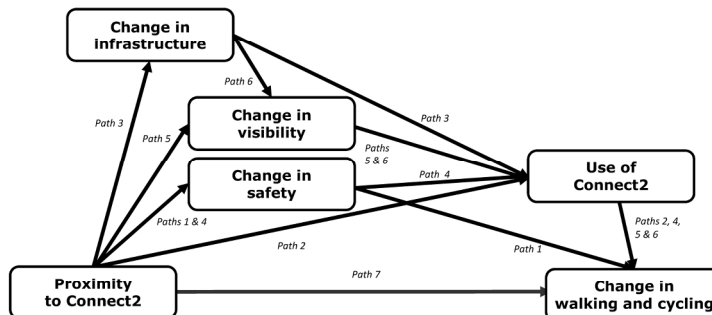 Change in
infrastructure
Path 6
Path 3
Path 3
Path 5
Change in
visibility
Paths
5 & 6
Change in
safety
Path 4
Use of
Connect2
Paths 1 & 4
Path 2
Path 1
Paths 2, 4,
5 & 6
Proximity
to Connect2
Path 7
Change in
walking and cycling